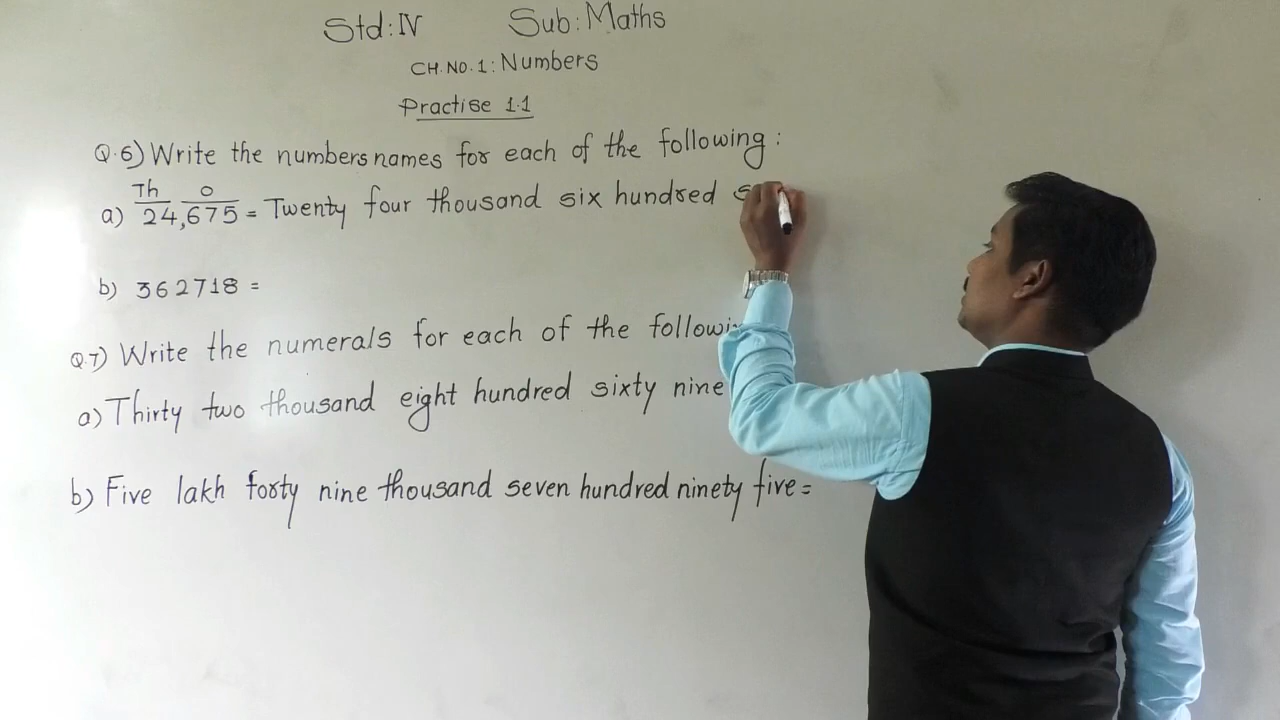 Std: IV Sub: Maths
CH. NO. 1: Numbers
Practise 1.1
Q.6) Write the numbers names for each of the following:
Th O
a) 24,675 = Twenty four thousand six hundred
b) 362718 =
Q.7) Write the numerals for each of the
a) Thirty two thousand eight hundred sixty nine
b) Five lakh forty nine thousand seven hundred ninety five =